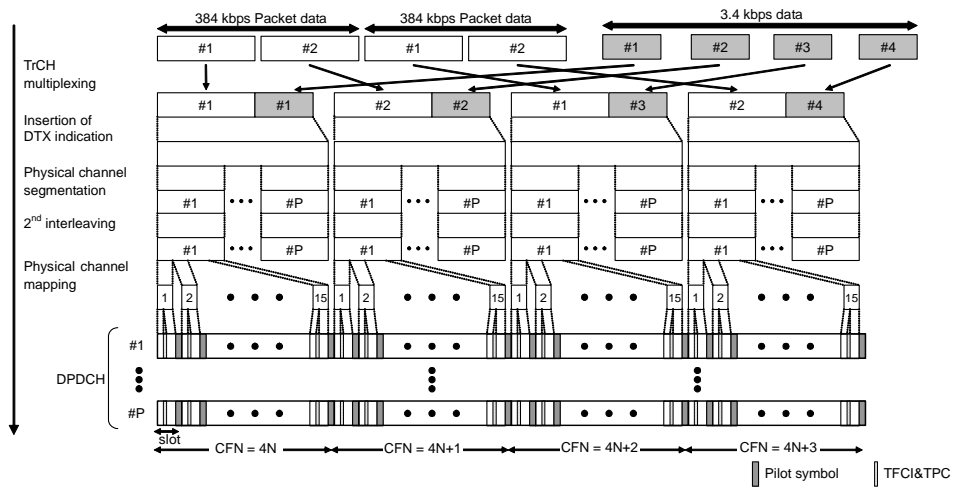 384 kbps Packet data 384 kbps Packet data 3.4 kbps data
#1 #2 #1 #2 #1 #2 #3 #4
TrCH
multiplexing
#1 #1 #2 #2 #1 #3 #2 #4
Insertion of
DTX indication
Physical channel
segmentation
#1 #P #1 #P #1 #P #1 #P
2nd interleaving
#1 #P #1 #P #1 #P #1 #P
Physical channel
mapping
1 2 15 1 2 15 1 2 15 1 2 15
#1
DPDCH
#P
slot
CFN = 4N CFN = 4N+1 CFN = 4N+2 CFN = 4N+3
Pilot symbol TFCI&TPC